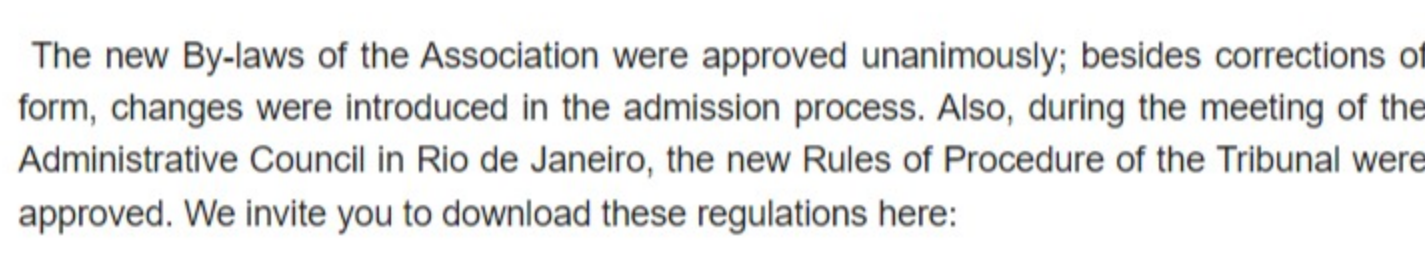 The new By-laws of the Association were approved unanimously; besides corrections of
form, changes were introduced in the admission process. Also, during the meeting of the
Administrative Council in Rio de Janeiro, the new Rules of Procedure of the Tribunal were
approved. We invite you to download these regulations here: